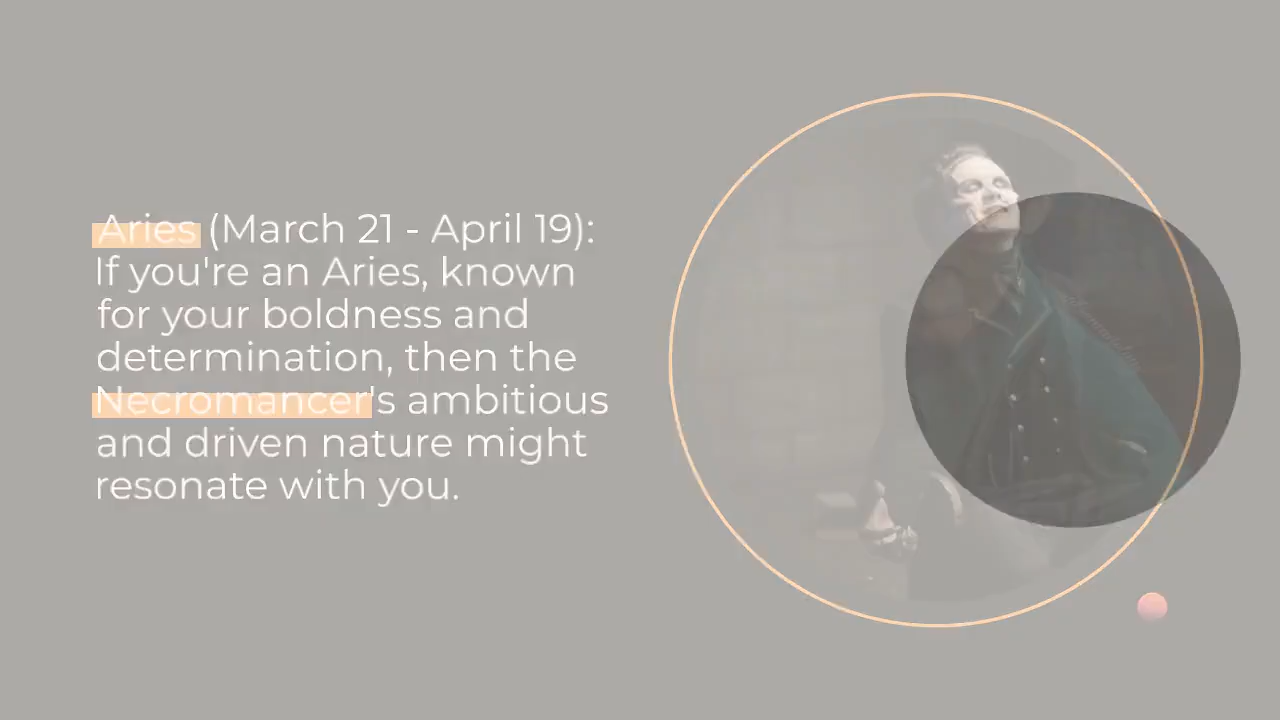 Aries (March 21 - April 19):
If you're an Aries, known
for your boldness and
determination, then the
Necromancer's ambitious
and driven nature might
resonate with you.